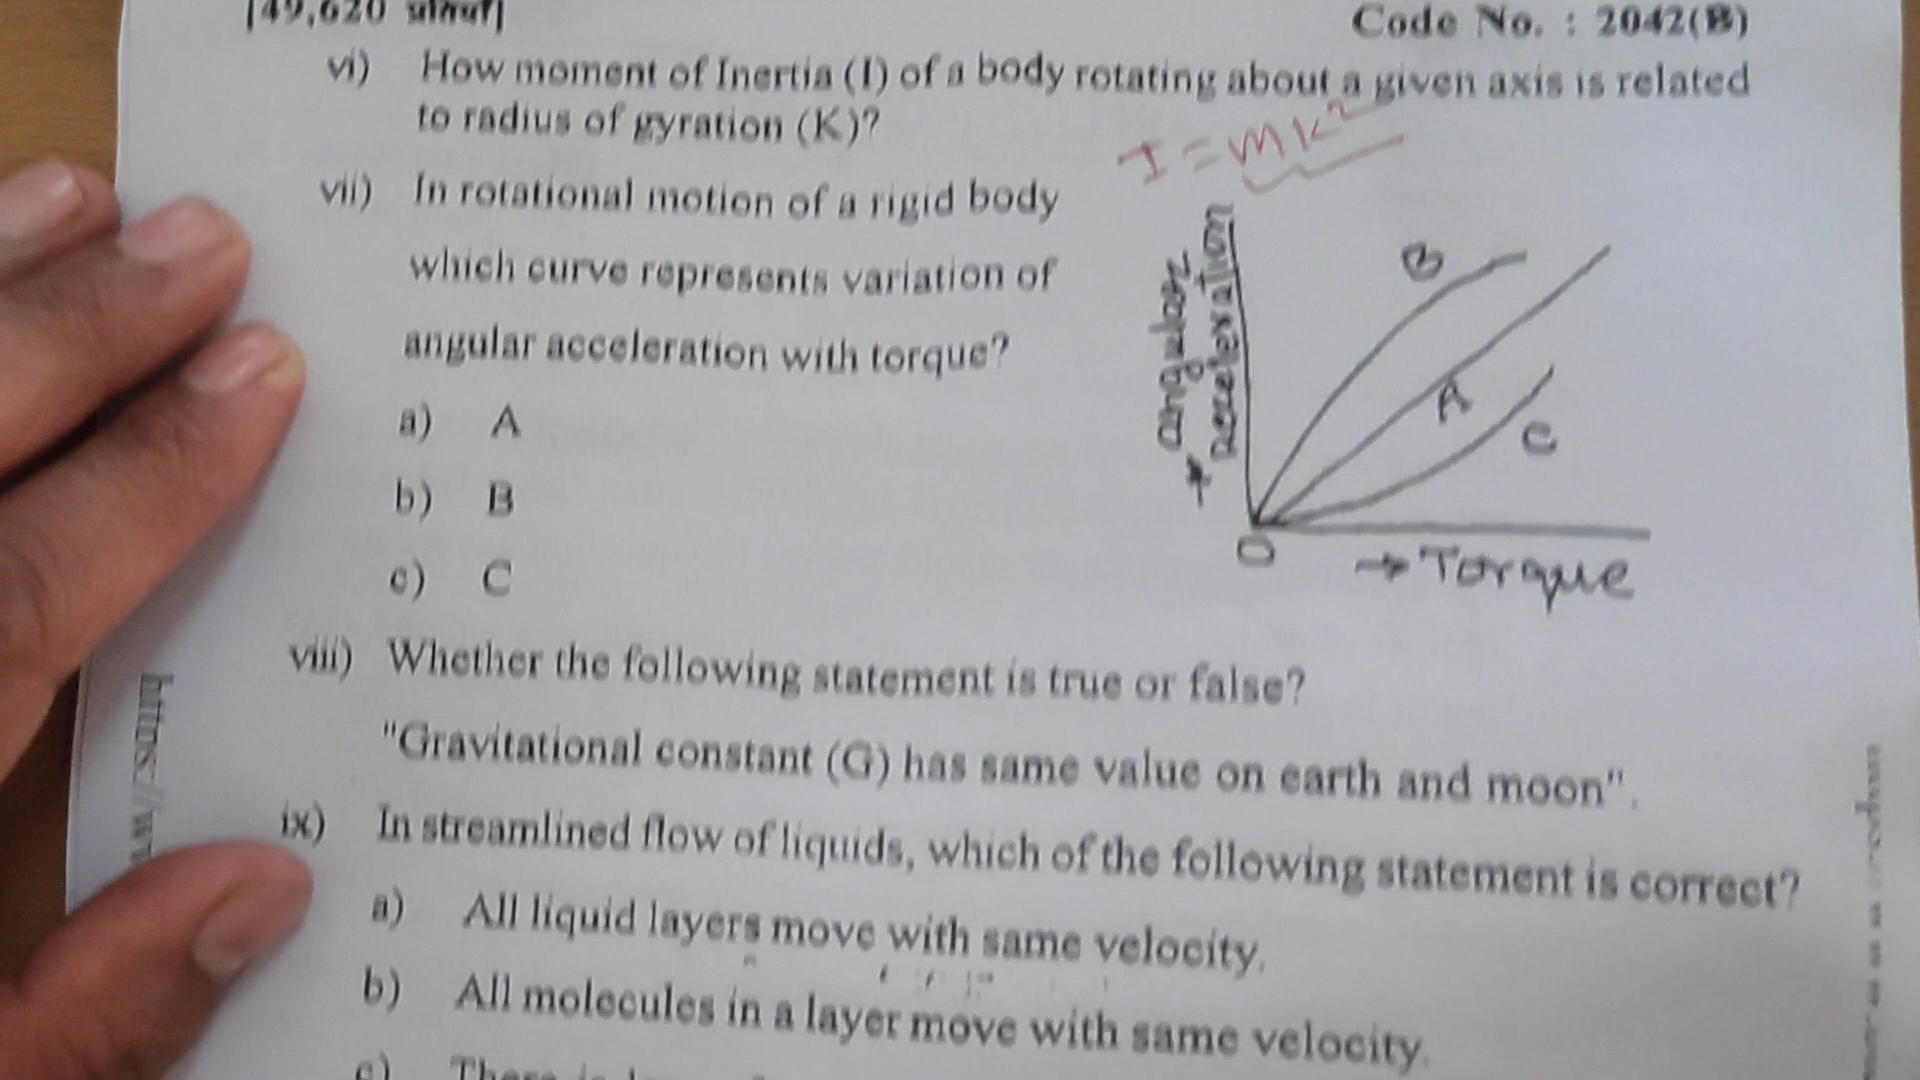 [49,620
Code No. : 2042(B)
vi) How moment of Inertia (I) of a body rotating about a given axis is related
to radius of gyration (K)?
I = MK²
vii) In rotational motion of a rigid body
which curve represents variation of
angular acceleration with torque?
a) A
b) B
c) C
→ angular
acceleration
B
A
C
O
→ Torque
viii) Whether the following statement is true or false?
"Gravitational constant (G) has same value on earth and moon".
ix) In streamlined flow of liquids, which of the following statement is correct?
a) All liquid layers move with same velocity.
b) All molecules in a layer move with same velocity.
c) There is